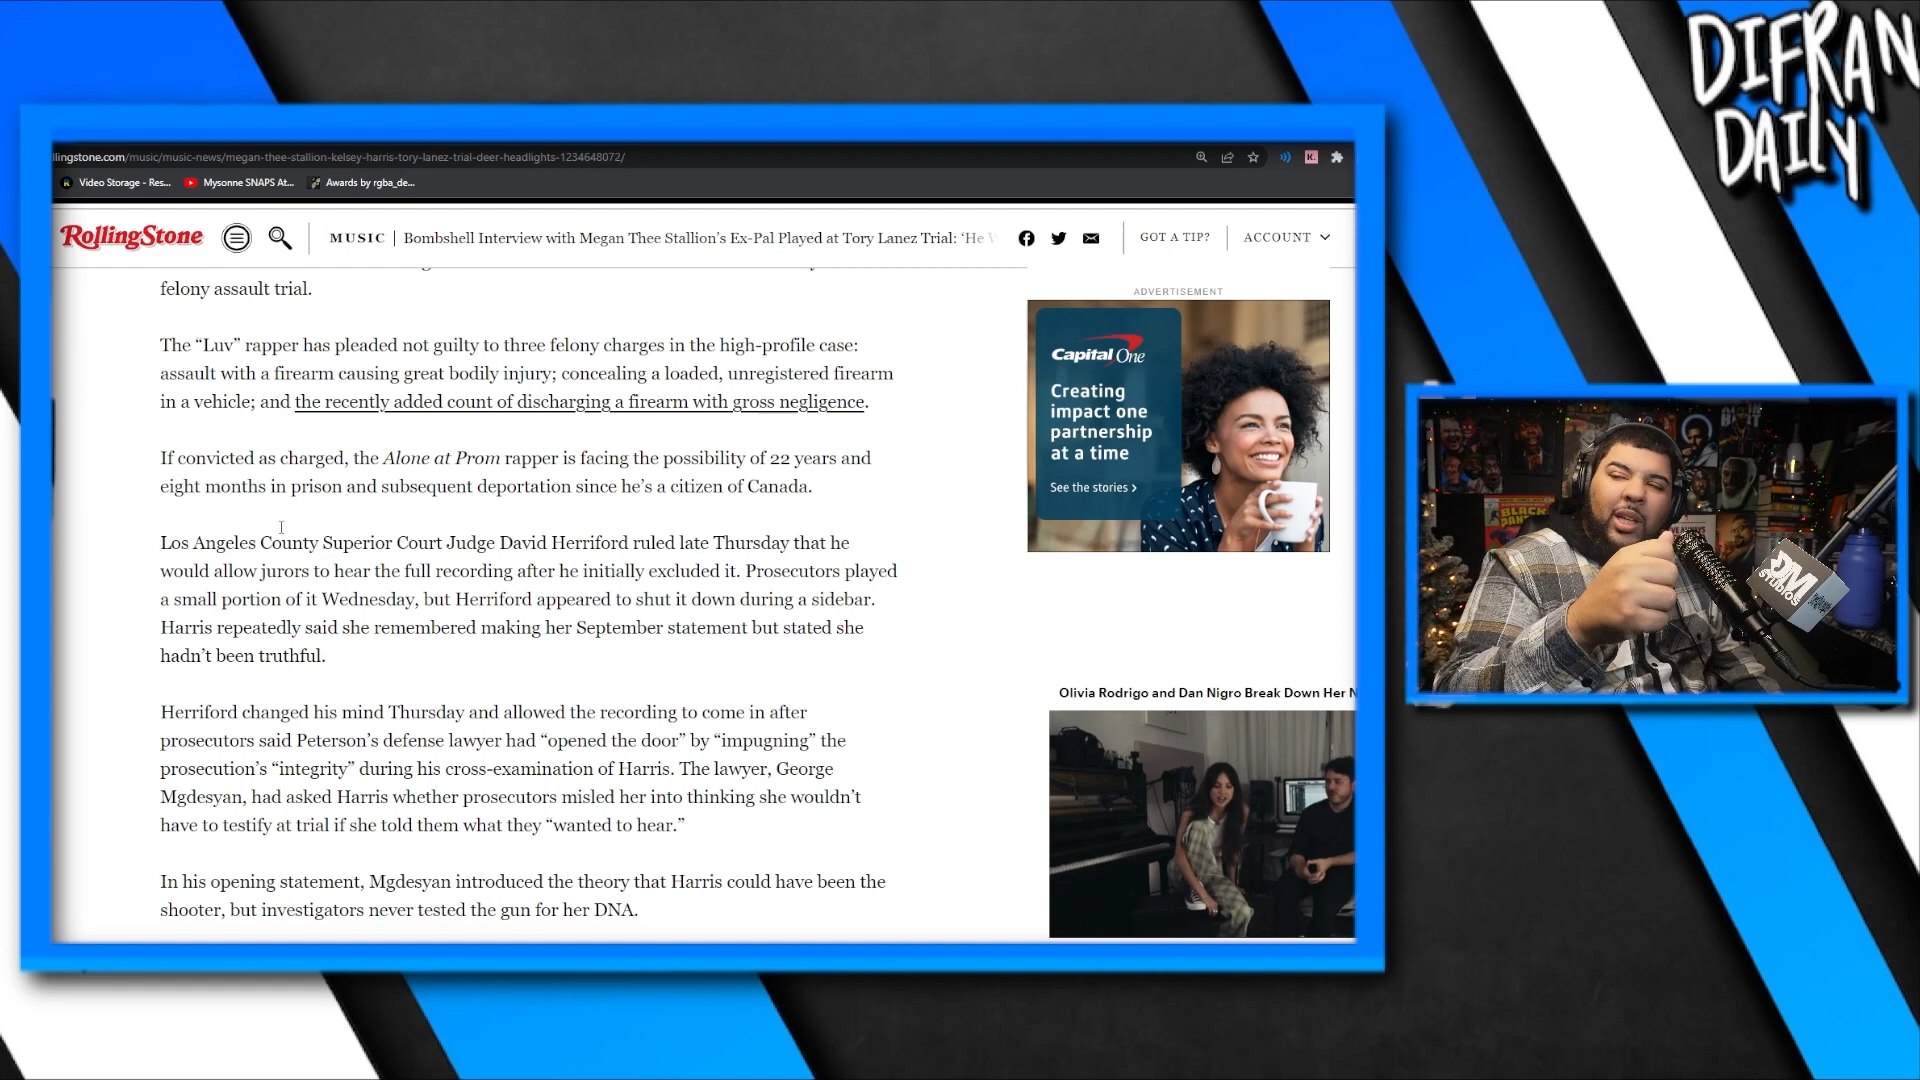 DIFRAN
DAILY
llingstone.com/music/music-news/megan-thee-stallion-kelsey-harris-tory-lanez-trial-deer-headlights-1234648072/
Video Storage - Res...
Mysonne SNAPS At...
Awards by rgba_de...
RollingStone
MUSIC
Bombshell Interview with Megan Thee Stallion's Ex-Pal Played at Tory Lanez Trial: ‘He
GOT A TIP?
ACCOUNT
felony assault trial.
The “Luv” rapper has pleaded not guilty to three felony charges in the high-profile case:
assault with a firearm causing great bodily injury; concealing a loaded, unregistered firearm
in a vehicle; and the recently added count of discharging a firearm with gross negligence.
If convicted as charged, the Alone at Prom rapper is facing the possibility of 22 years and
eight months in prison and subsequent deportation since he’s a citizen of Canada.
Los Angeles County Superior Court Judge David Herriford ruled late Thursday that he
would allow jurors to hear the full recording after he initially excluded it. Prosecutors played
a small portion of it Wednesday, but Herriford appeared to shut it down during a sidebar.
Harris repeatedly said she remembered making her September statement but stated she
hadn’t been truthful.
Herriford changed his mind Thursday and allowed the recording to come in after
prosecutors said Peterson’s defense lawyer had “opened the door” by “impugning” the
prosecution’s “integrity” during his cross-examination of Harris. The lawyer, George
Mgdesyan, had asked Harris whether prosecutors misled her into thinking she wouldn’t
have to testify at trial if she told them what they “wanted to hear.”
In his opening statement, Mgdesyan introduced the theory that Harris could have been the
shooter, but investigators never tested the gun for her DNA.
ADVERTISEMENT
Capital One
Creating
impact one
partnership
at a time
See the stories >
Olivia Rodrigo and Dan Nigro Break Down Her N
BLACK
DM
STUDIOS